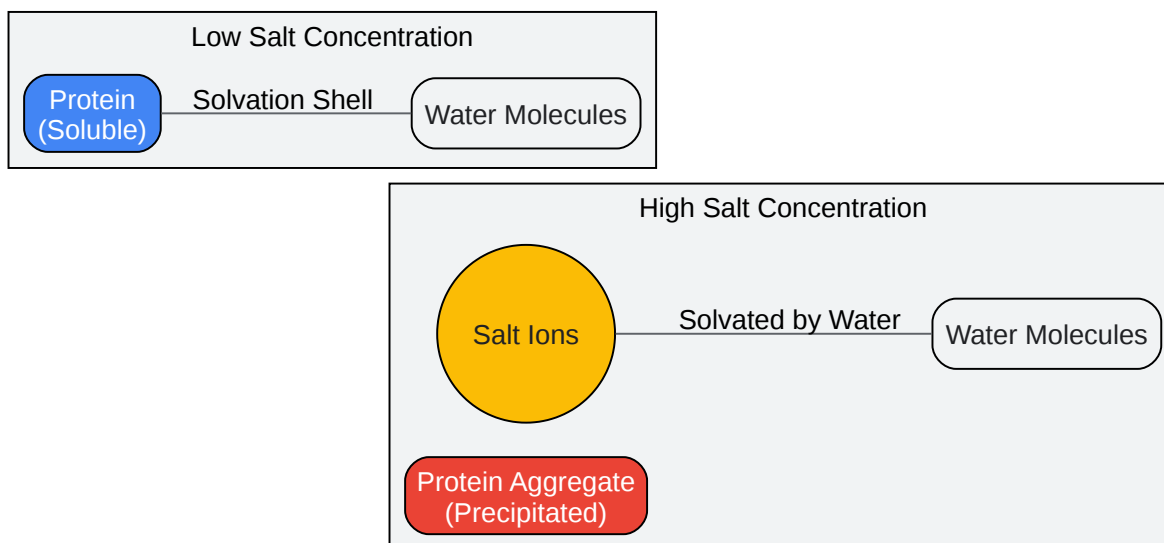 Low Salt Concentration
Protein
(Soluble)
Solvation Shell
Water Molecules
High Salt Concentration
Salt Ions
Solvated by Water
Water Molecules
Protein Aggregate
(Precipitated)